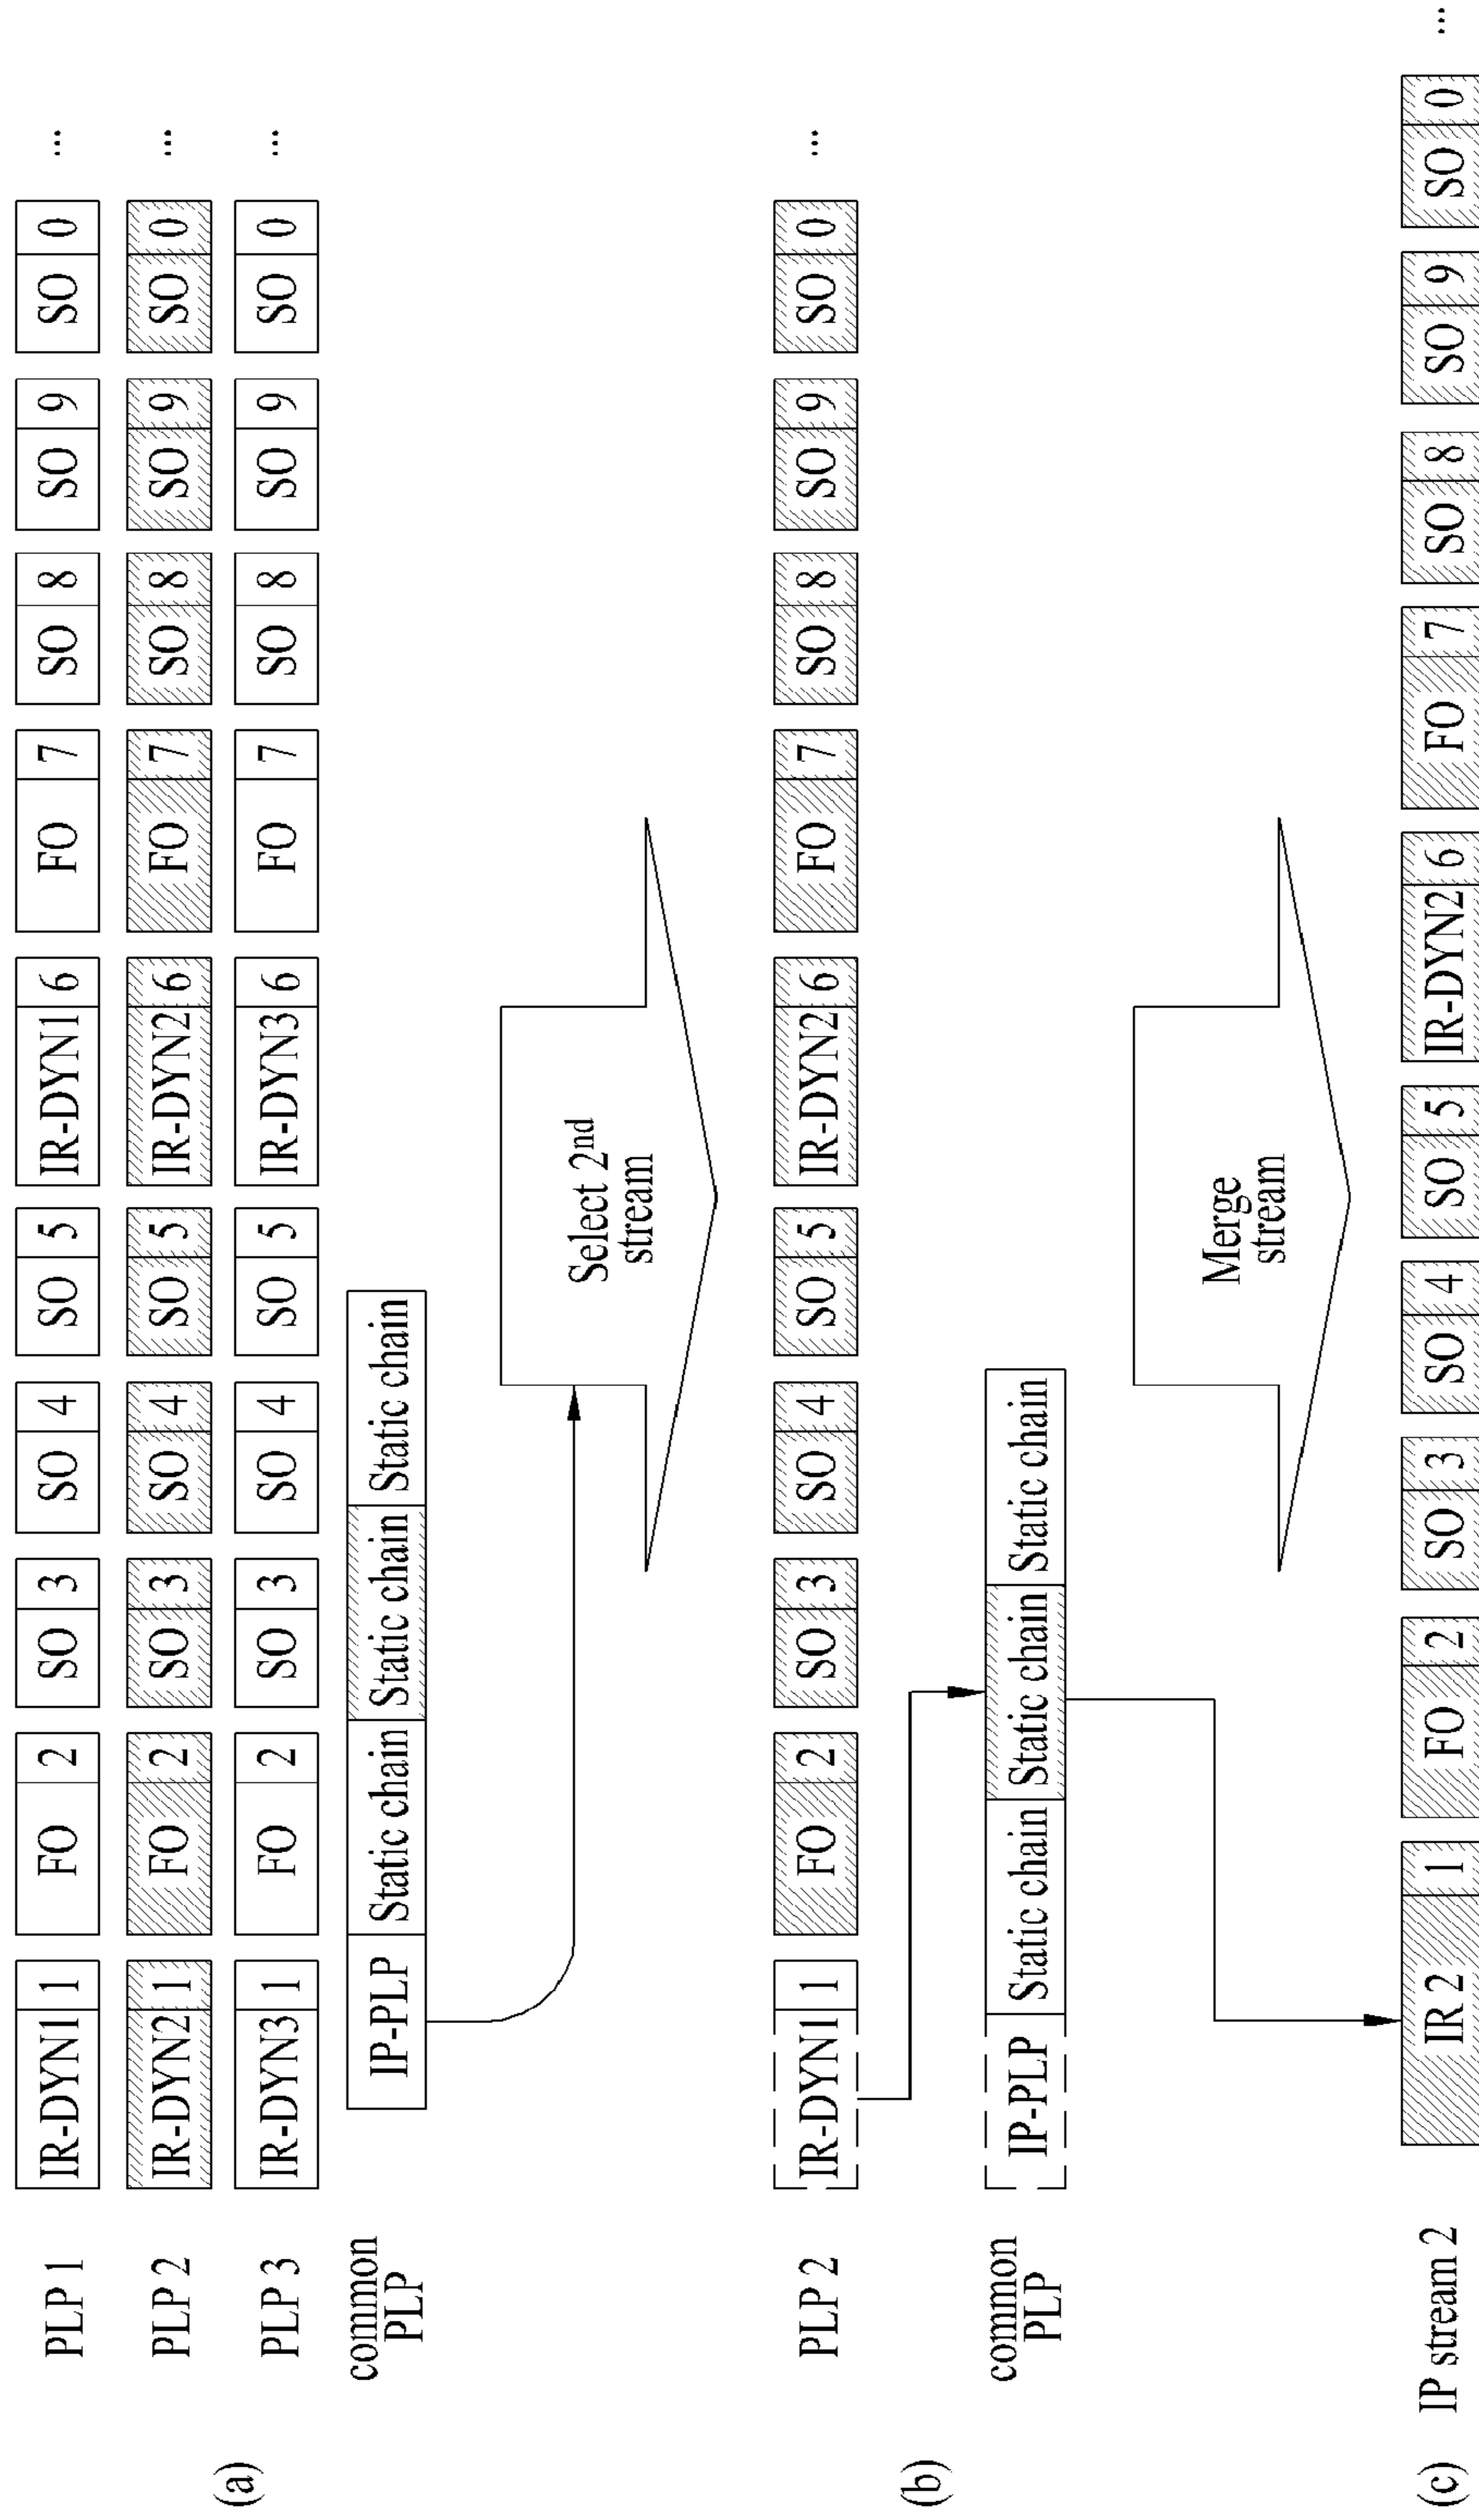 (a)
PLP 1 IR-DYN1 1 FO 2 SO 3 SO 4 SO 5 IR-DYN1 6 FO 7 SO 8 SO 9 SO 0 ...
PLP 2 IR-DYN2 1 FO 2 SO 3 SO 4 SO 5 IR-DYN2 6 FO 7 SO 8 SO 9 SO 0 ...
PLP 3 IR-DYN3 1 FO 2 SO 3 SO 4 SO 5 IR-DYN3 6 FO 7 SO 8 SO 9 SO 0 ...
common
PLP
IP-PLP Static chain Static chain Static chain
Select 2nd
stream
(b)
PLP 2 IR-DYN1 1 FO 2 SO 3 SO 4 SO 5 IR-DYN2 6 FO 7 SO 8 SO 9 SO 0 ...
common
PLP
IP-PLP Static chain Static chain Static chain
Merge
stream
(c) IP stream 2 IR 2 1 FO 2 SO 3 SO 4 SO 5 IR-DYN2 6 FO 7 SO 8 SO 9 SO 0 ...